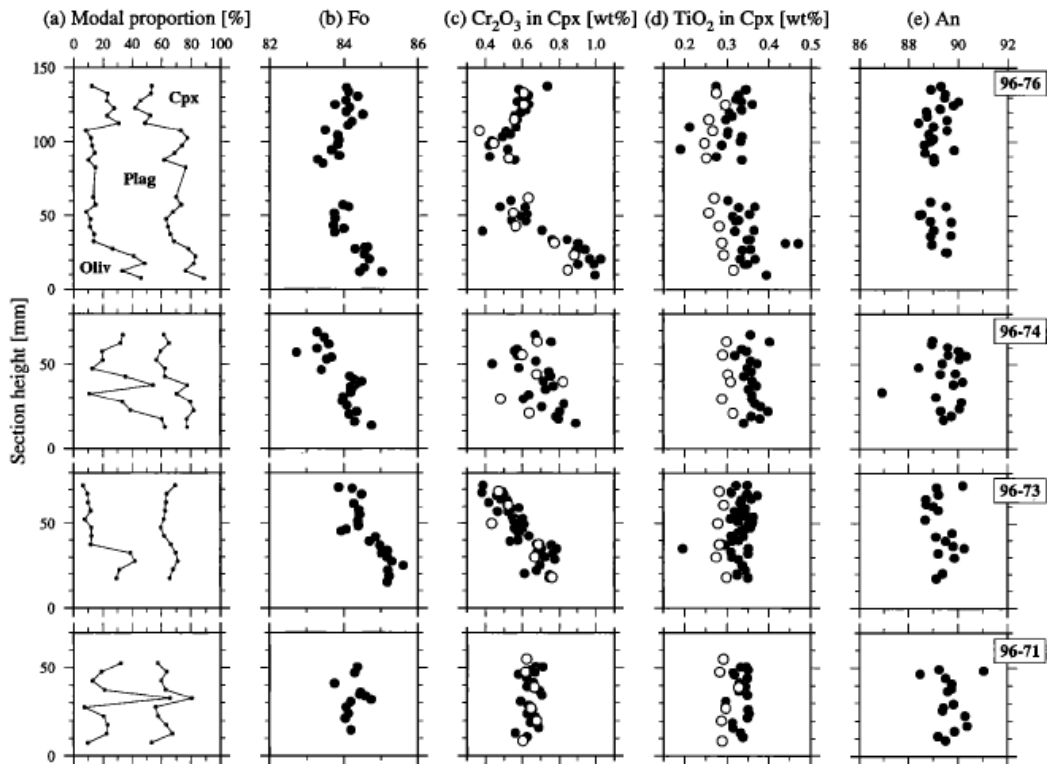 (a) Modal proportion [%] (b) Fo (c) Cr₂O₃ in Cpx [wt%] (d) TiO₂ in Cpx [wt%] (e) An
0 20 40 60 80 100 82 84 86 0.4 0.6 0.8 1.0 0.2 0.3 0.4 0.5 86 88 90 92
150
96-76
Cpx
100
Plag
50
Oliv
0
96-74
50
0
Section height [mm]
96-73
50
0
96-71
50
0